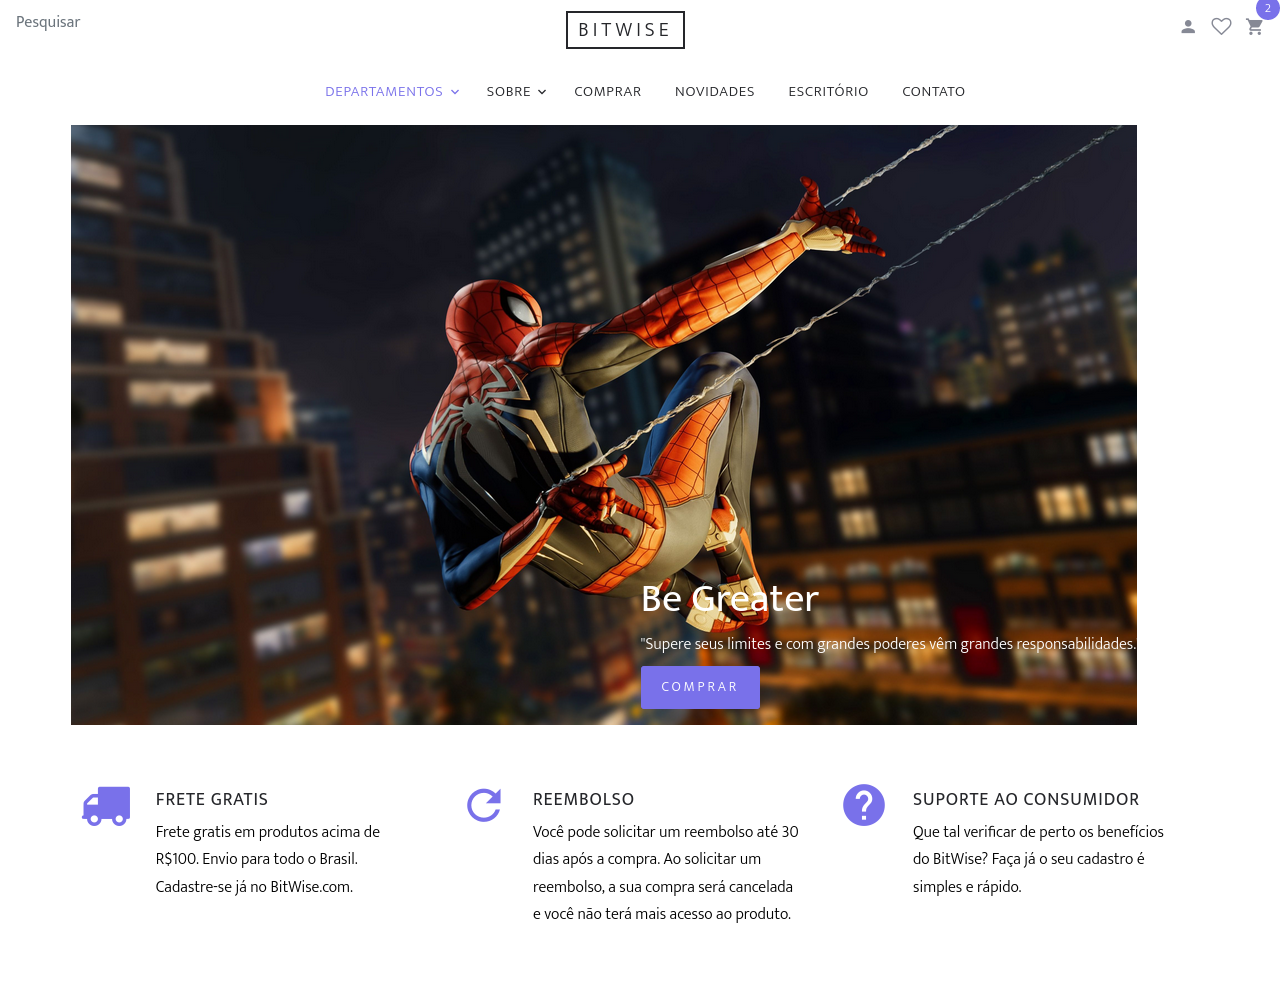 Pesquisar
BITWISE
2
DEPARTAMENTOS SOBRE COMPRAR NOVIDADES ESCRITÓRIO CONTATO
Be Greater
"Supere seus limites e com grandes poderes vêm grandes responsabilidades.
COMPRAR
FRETE GRATIS
Frete gratis em produtos acima de
R$100. Envio para todo o Brasil.
Cadastre-se já no BitWise.com.
REEMBOLSO
Você pode solicitar um reembolso até 30
dias após a compra. Ao solicitar um
reembolso, a sua compra será cancelada
e você não terá mais acesso ao produto.
SUPORTE AO CONSUMIDOR
Que tal verificar de perto os benefícios
do BitWise? Faça já o seu cadastro é
simples e rápido.